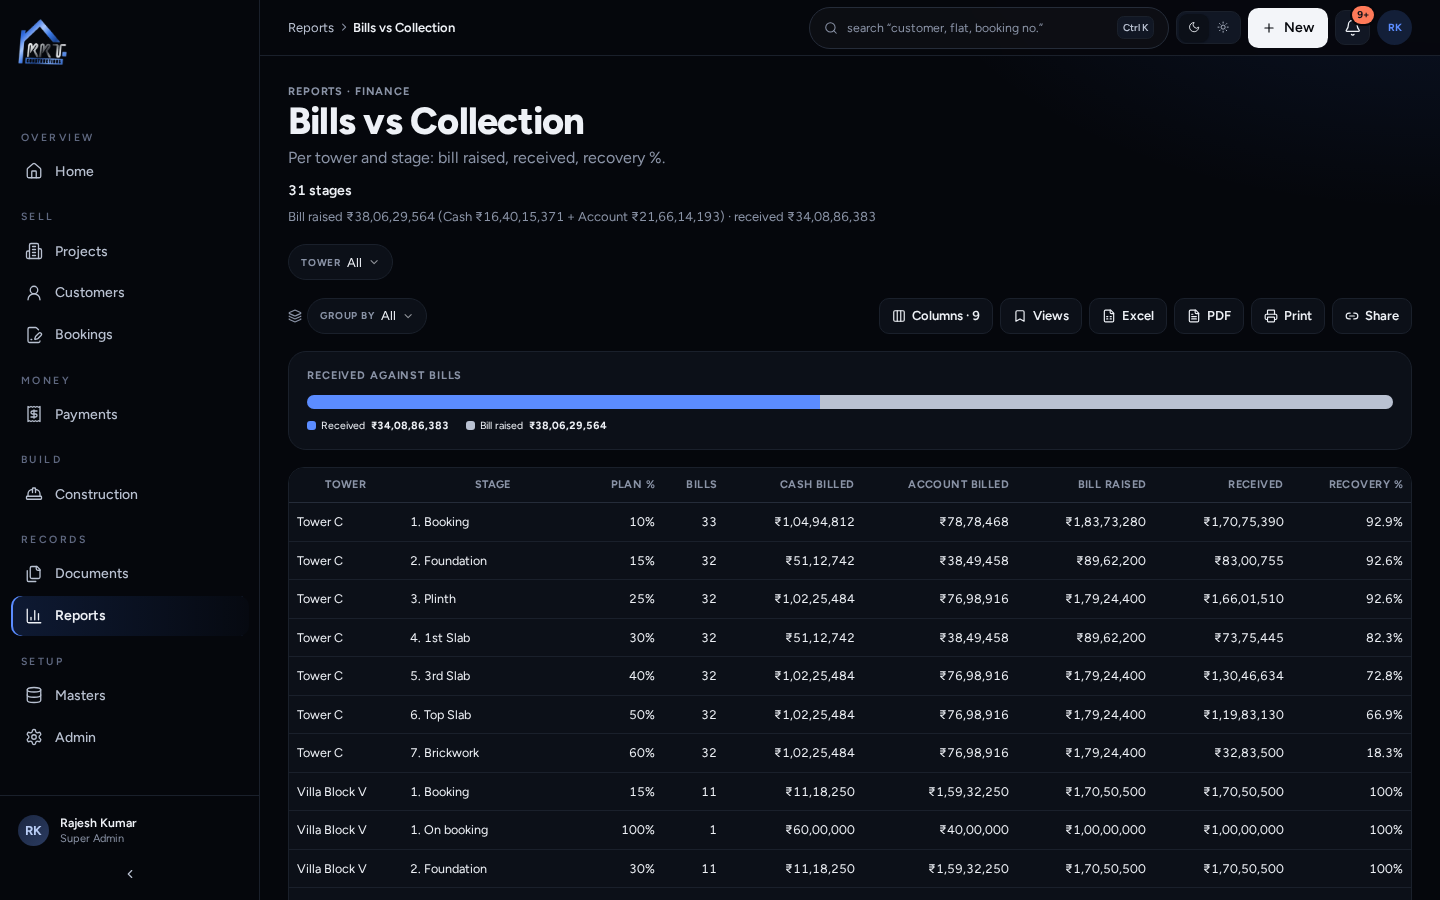 Reports > Bills vs Collection
search “customer, flat, booking no.”
Ctrl K
New
9+
RK
OVERVIEW
Home
SELL
Projects
Customers
Bookings
MONEY
Payments
BUILD
Construction
RECORDS
Documents
Reports
SETUP
Masters
Admin
RK
Rajesh Kumar
Super Admin
REPORTS · FINANCE
Bills vs Collection
Per tower and stage: bill raised, received, recovery %.
31 stages
Bill raised ₹38,06,29,564 (Cash ₹16,40,15,371 + Account ₹21,66,14,193) · received ₹34,08,86,383
TOWER All
GROUP BY All
Columns · 9
Views
Excel
PDF
Print
Share
RECEIVED AGAINST BILLS
Received ₹34,08,86,383 Bill raised ₹38,06,29,564
TOWER STAGE PLAN % BILLS CASH BILLED ACCOUNT BILLED BILL RAISED RECEIVED RECOVERY %
Tower C 1. Booking 10% 33 ₹1,04,94,812 ₹78,78,468 ₹1,83,73,280 ₹1,70,75,390 92.9%
Tower C 2. Foundation 15% 32 ₹51,12,742 ₹38,49,458 ₹89,62,200 ₹83,00,755 92.6%
Tower C 3. Plinth 25% 32 ₹1,02,25,484 ₹76,98,916 ₹1,79,24,400 ₹1,66,01,510 92.6%
Tower C 4. 1st Slab 30% 32 ₹51,12,742 ₹38,49,458 ₹89,62,200 ₹73,75,445 82.3%
Tower C 5. 3rd Slab 40% 32 ₹1,02,25,484 ₹76,98,916 ₹1,79,24,400 ₹1,30,46,634 72.8%
Tower C 6. Top Slab 50% 32 ₹1,02,25,484 ₹76,98,916 ₹1,79,24,400 ₹1,19,83,130 66.9%
Tower C 7. Brickwork 60% 32 ₹1,02,25,484 ₹76,98,916 ₹1,79,24,400 ₹32,83,500 18.3%
Villa Block V 1. Booking 15% 11 ₹11,18,250 ₹1,59,32,250 ₹1,70,50,500 ₹1,70,50,500 100%
Villa Block V 1. On booking 100% 1 ₹60,00,000 ₹40,00,000 ₹1,00,00,000 ₹1,00,00,000 100%
Villa Block V 2. Foundation 30% 11 ₹11,18,250 ₹1,59,32,250 ₹1,70,50,500 ₹1,70,50,500 100%